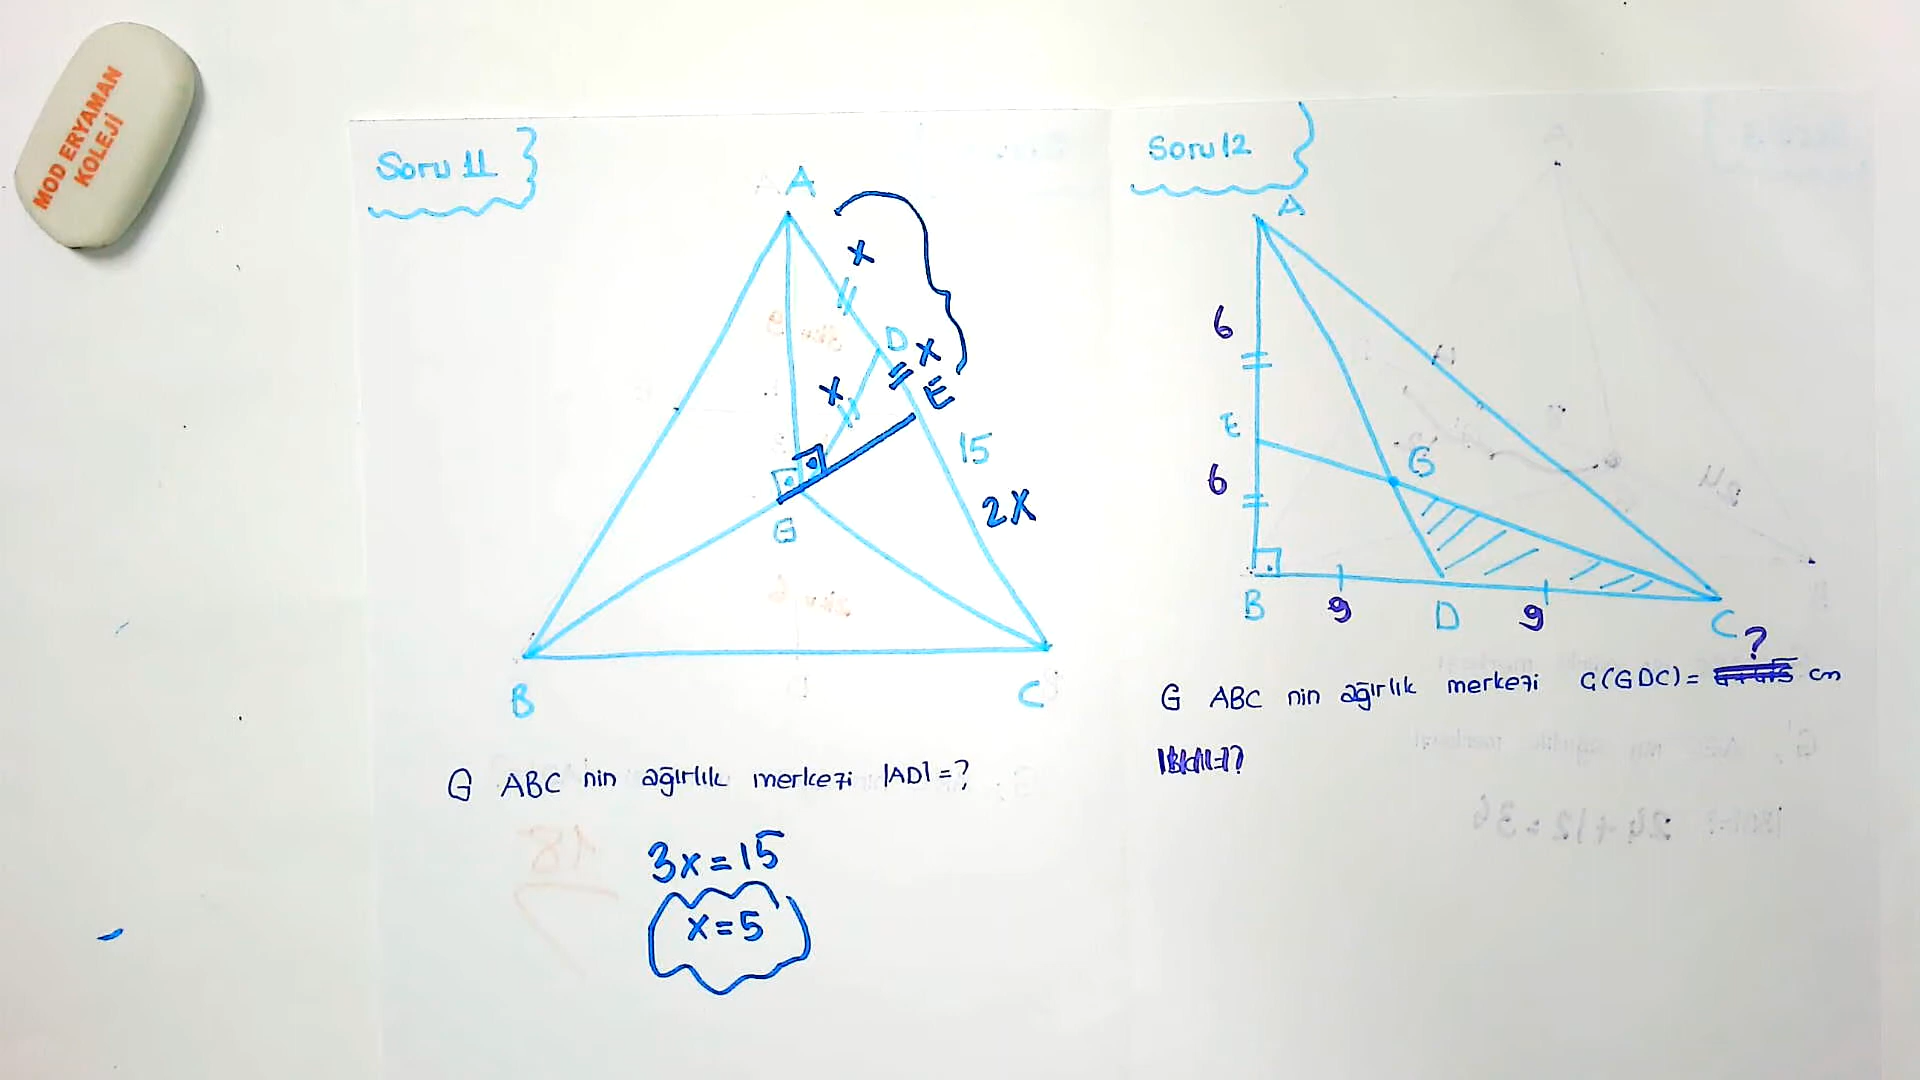 MOD ERYAMAN
KOLEJİ
Soru 11
A
x
D
x
x
E
15
2x
G
B
C
G ABC nin ağırlık merkezi |AD| = ?
3x = 15
x = 5
Soru 12
A
6
E
G
6
B
9
D
9
C
?
G ABC nin ağırlık merkezi Ç(GDC) = cm